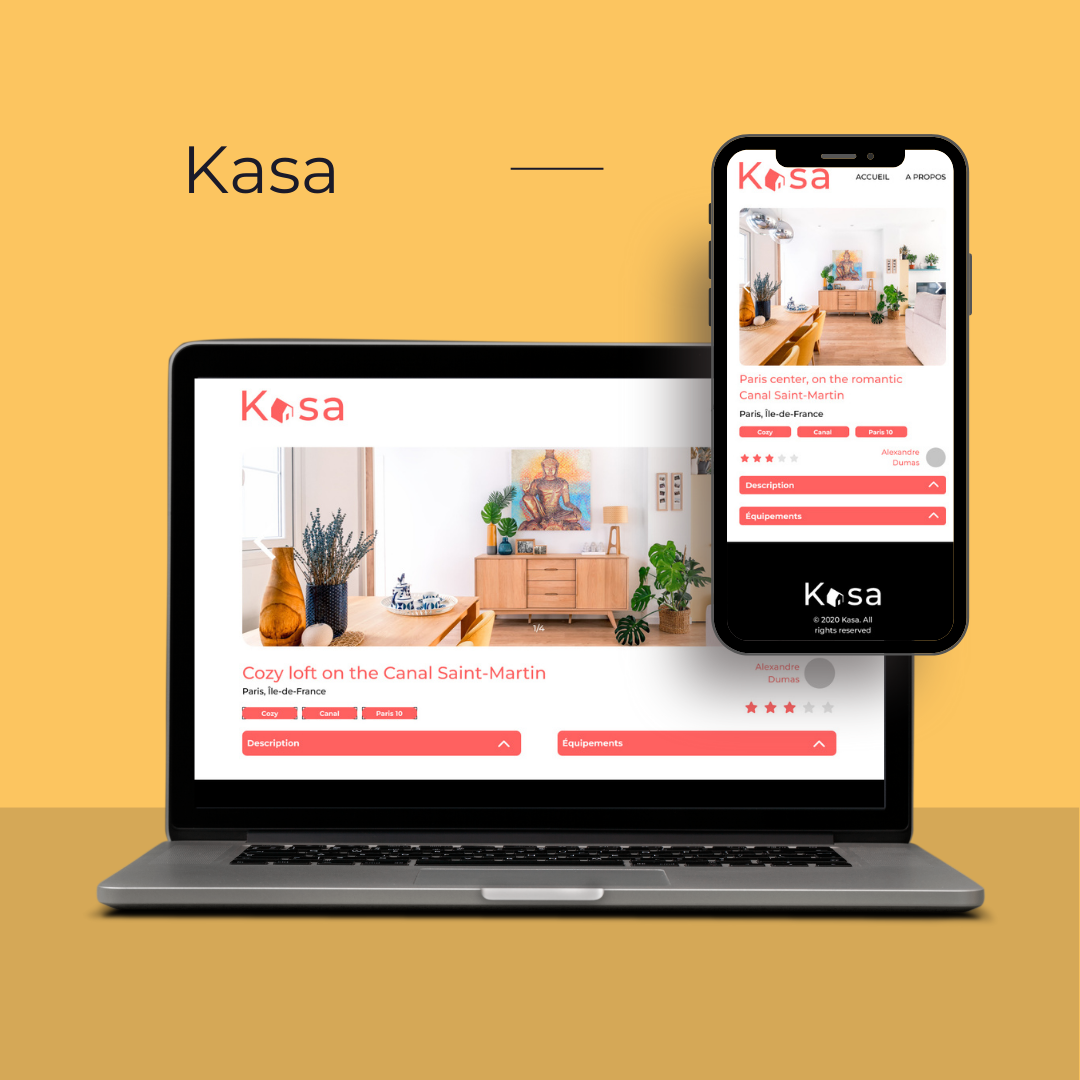 Kasa
Kasa
ACCUEIL
A PROPOS
Paris center, on the romantic
Canal Saint-Martin
Paris, Île-de-France
Cozy
Canal
Paris 10
Alexandre
Dumas
Description
Équipements
Kasa
© 2020 Kasa. All
rights reserved
Kasa
1/4
Cozy loft on the Canal Saint-Martin
Paris, Île-de-France
Cozy
Canal
Paris 10
Alexandre
Dumas
Description
Équipements